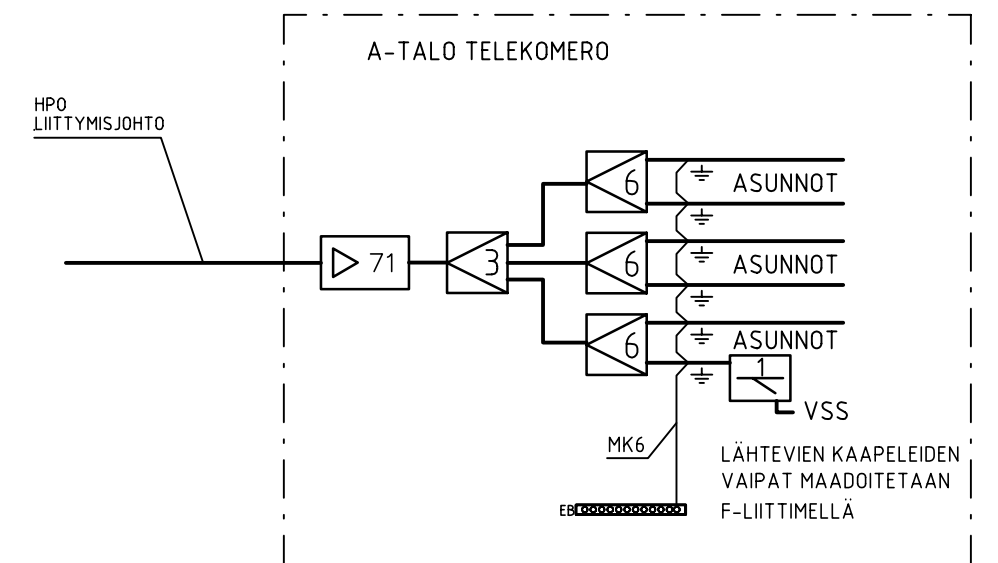 A-TALO TELEKOMERO
HPO
LIITTYMISJOHTO
6
ASUNNOT
71
3
6
ASUNNOT
6
ASUNNOT
1
VSS
MK6
LÄHTEVIEN KAAPELEIDEN
VAIPAT MAADOITETAAN
F-LIITTIMELLÄ
EB